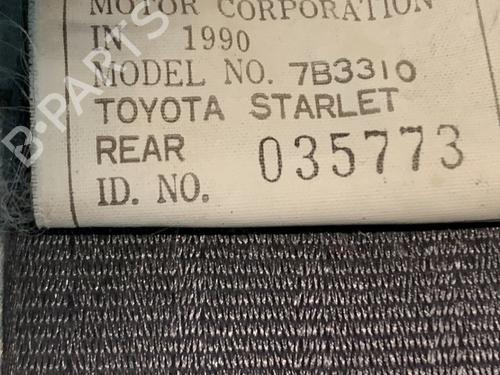 MOTOR CORPORATION
IN 1990
MODEL NO. 7B3310
TOYOTA STARLET
REAR 035773
ID. NO.